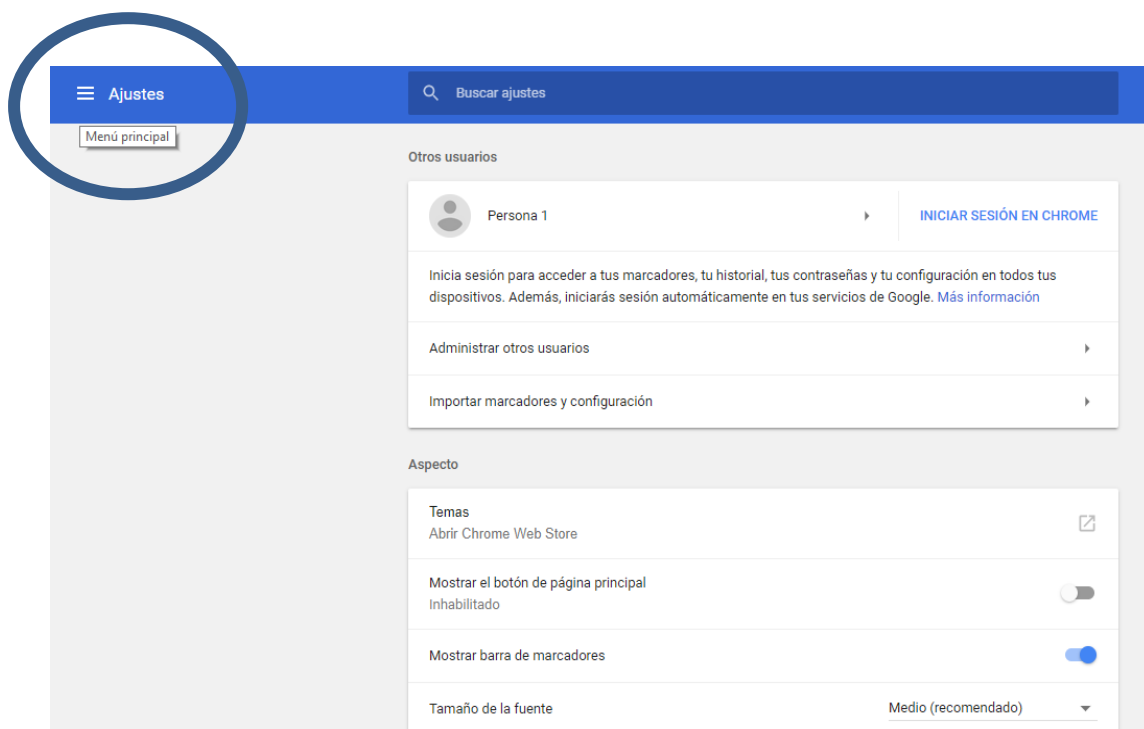 Ajustes
Buscar ajustes
Menú principal
Otros usuarios
Persona 1
INICIAR SESIÓN EN CHROME
Inicia sesión para acceder a tus marcadores, tu historial, tus contraseñas y tu configuración en todos tus
dispositivos. Además, iniciarás sesión automáticamente en tus servicios de Google. Más información
Administrar otros usuarios
Importar marcadores y configuración
Aspecto
Temas
Abrir Chrome Web Store
Mostrar el botón de página principal
Inhabilitado
Mostrar barra de marcadores
Tamaño de la fuente
Medio (recomendado)